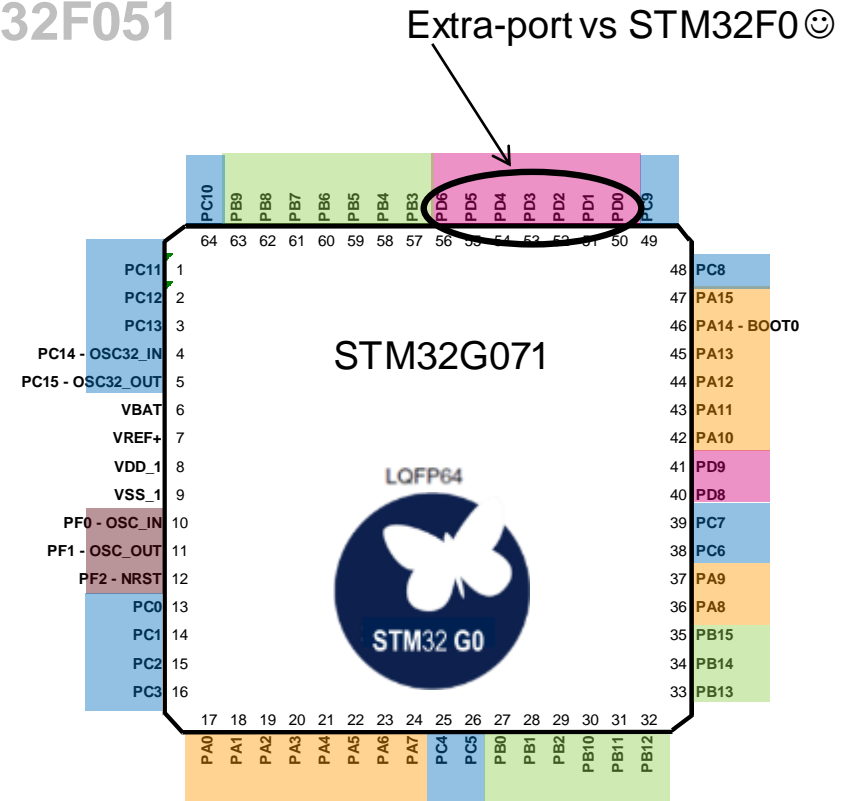 32F051
Extra-port vs STM32F0☺
PC10 PB9 PB8 PB7 PB6 PB5 PB4 PB3 PD6 PD5 PD4 PD3 PD2 PD1 PD0 PC9
64 63 62 61 60 59 58 57 56 55 54 53 52 51 50 49
PC11 1
PC12 2
PC13 3
PC14 - OSC32_IN 4
PC15 - OSC32_OUT 5
VBAT 6
VREF+ 7
VDD_1 8
VSS_1 9
PF0 - OSC_IN 10
PF1 - OSC_OUT 11
PF2 - NRST 12
PC0 13
PC1 14
PC2 15
PC3 16
STM32G071
LQFP64
STM32 G0
48 PC8
47 PA15
46 PA14 - BOOT0
45 PA13
44 PA12
43 PA11
42 PA10
41 PD9
40 PD8
39 PC7
38 PC6
37 PA9
36 PA8
35 PB15
34 PB14
33 PB13
17 18 19 20 21 22 23 24 25 26 27 28 29 30 31 32
PA0 PA1 PA2 PA3 PA4 PA5 PA6 PA7 PC4 PC5 PB0 PB1 PB2 PB10 PB11 PB12